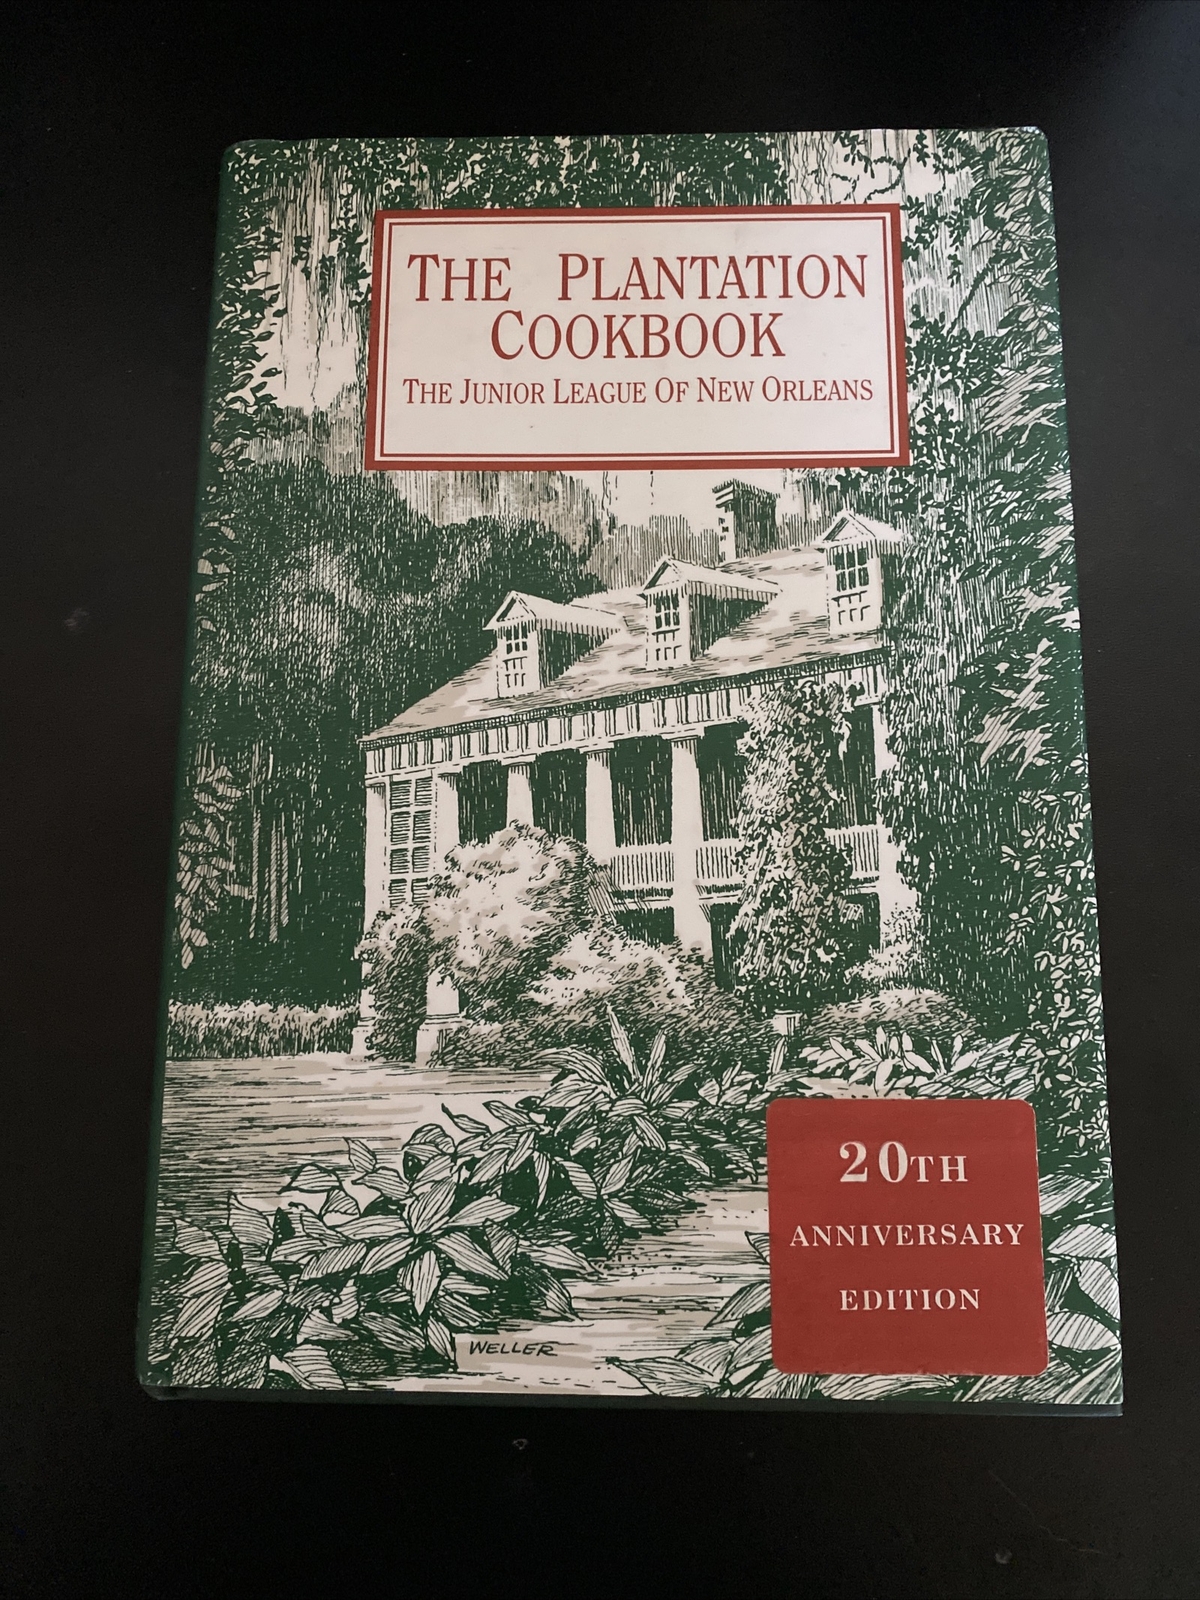 THE PLANTATION
COOKBOOK
THE JUNIOR LEAGUE OF NEW ORLEANS
20TH
ANNIVERSARY
EDITION
WELLER